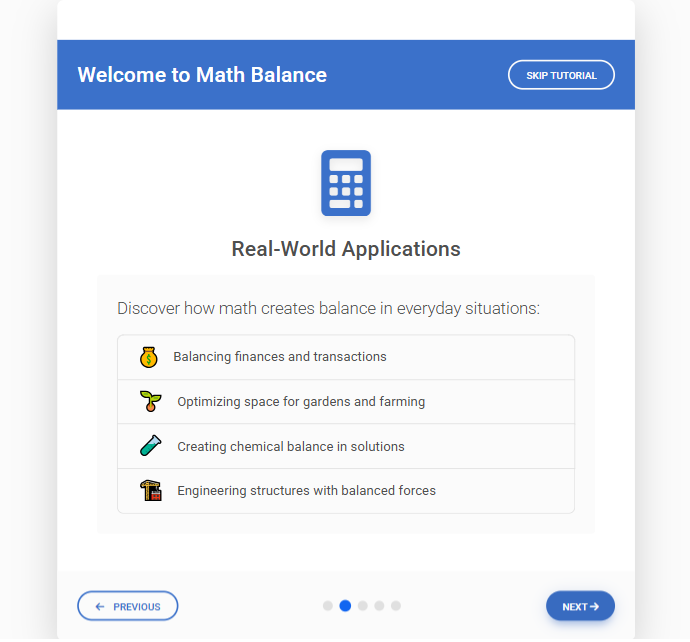 Welcome to Math Balance
SKIP TUTORIAL
Real-World Applications
Discover how math creates balance in everyday situations:
Balancing finances and transactions
Optimizing space for gardens and farming
Creating chemical balance in solutions
Engineering structures with balanced forces
← PREVIOUS
NEXT →